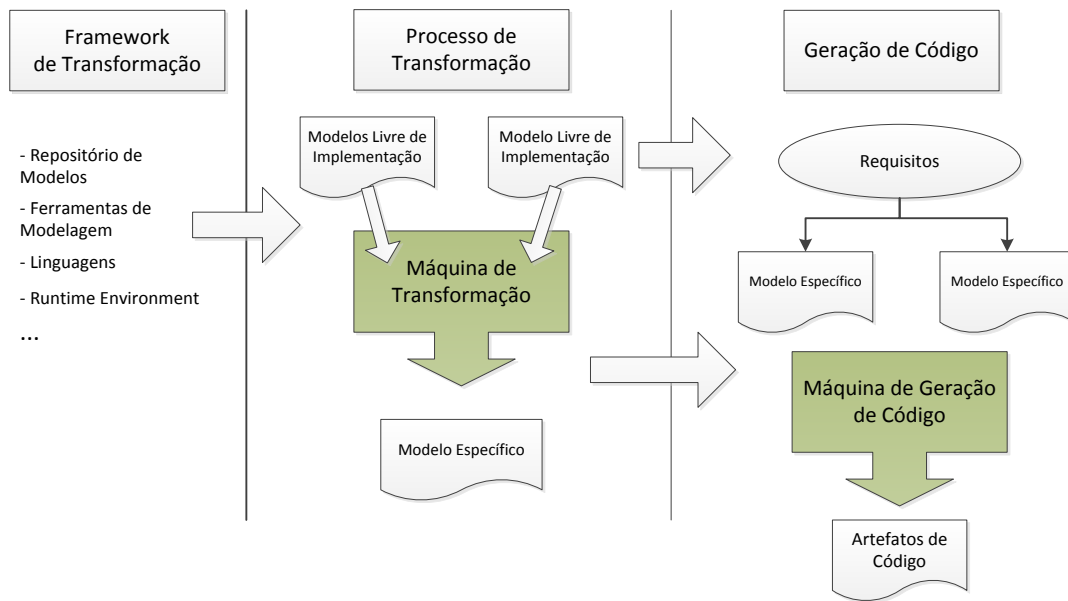 Framework
de Transformação
- Repositório de
Modelos
- Ferramentas de
Modelagem
- Linguagens
- Runtime Environment
...
Processo de
Transformação
Modelos Livre de
Implementação
Modelo Livre de
Implementação
Máquina de
Transformação
Modelo Específico
Geração de Código
Requisitos
Modelo Específico
Modelo Específico
Máquina de Geração
de Código
Artefatos de
Código